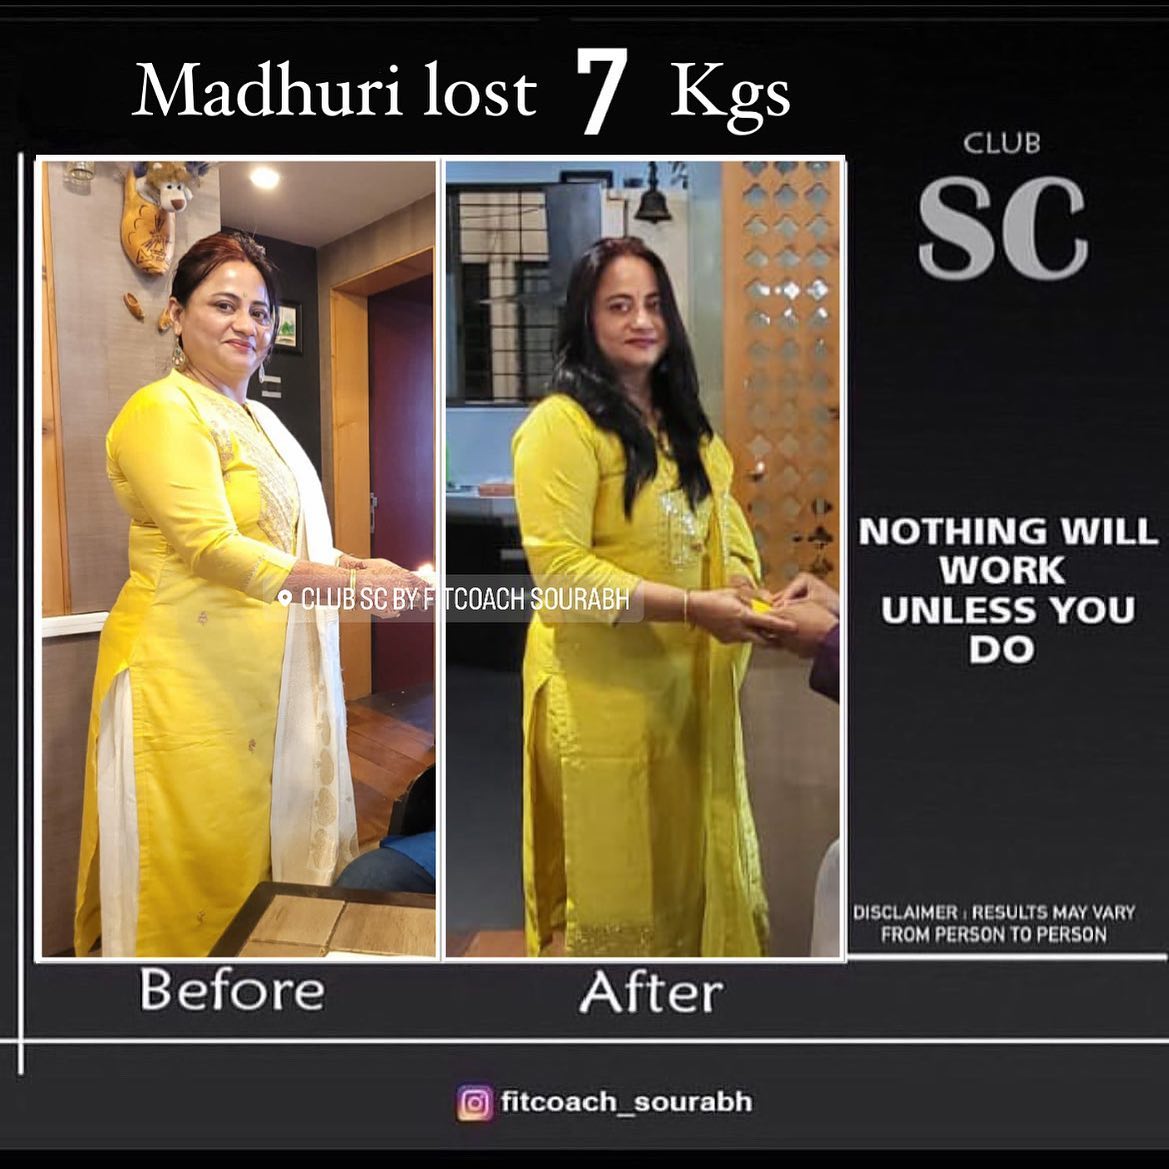 Madhuri lost 7 Kgs
CLUB
SC
CLUB SC BY FITCOACH SOURABH
NOTHING WILL
WORK
UNLESS YOU
DO
DISCLAIMER : RESULTS MAY VARY
FROM PERSON TO PERSON
Before
After
fitcoach_sourabh